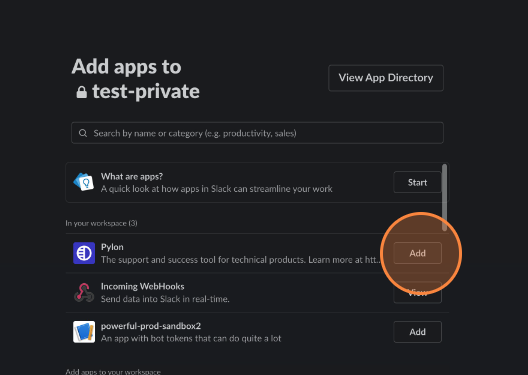 Add apps to
test-private
View App Directory
Search by name or category (e.g. productivity, sales)
What are apps?
A quick look at how apps in Slack can streamline your work
Start
In your workspace (3)
Pylon
The support and success tool for technical products. Learn more at htt...
Add
Incoming WebHooks
Send data into Slack in real-time.
View
powerful-prod-sandbox2
An app with bot tokens that can do quite a lot
Add
Add apps to your workspace